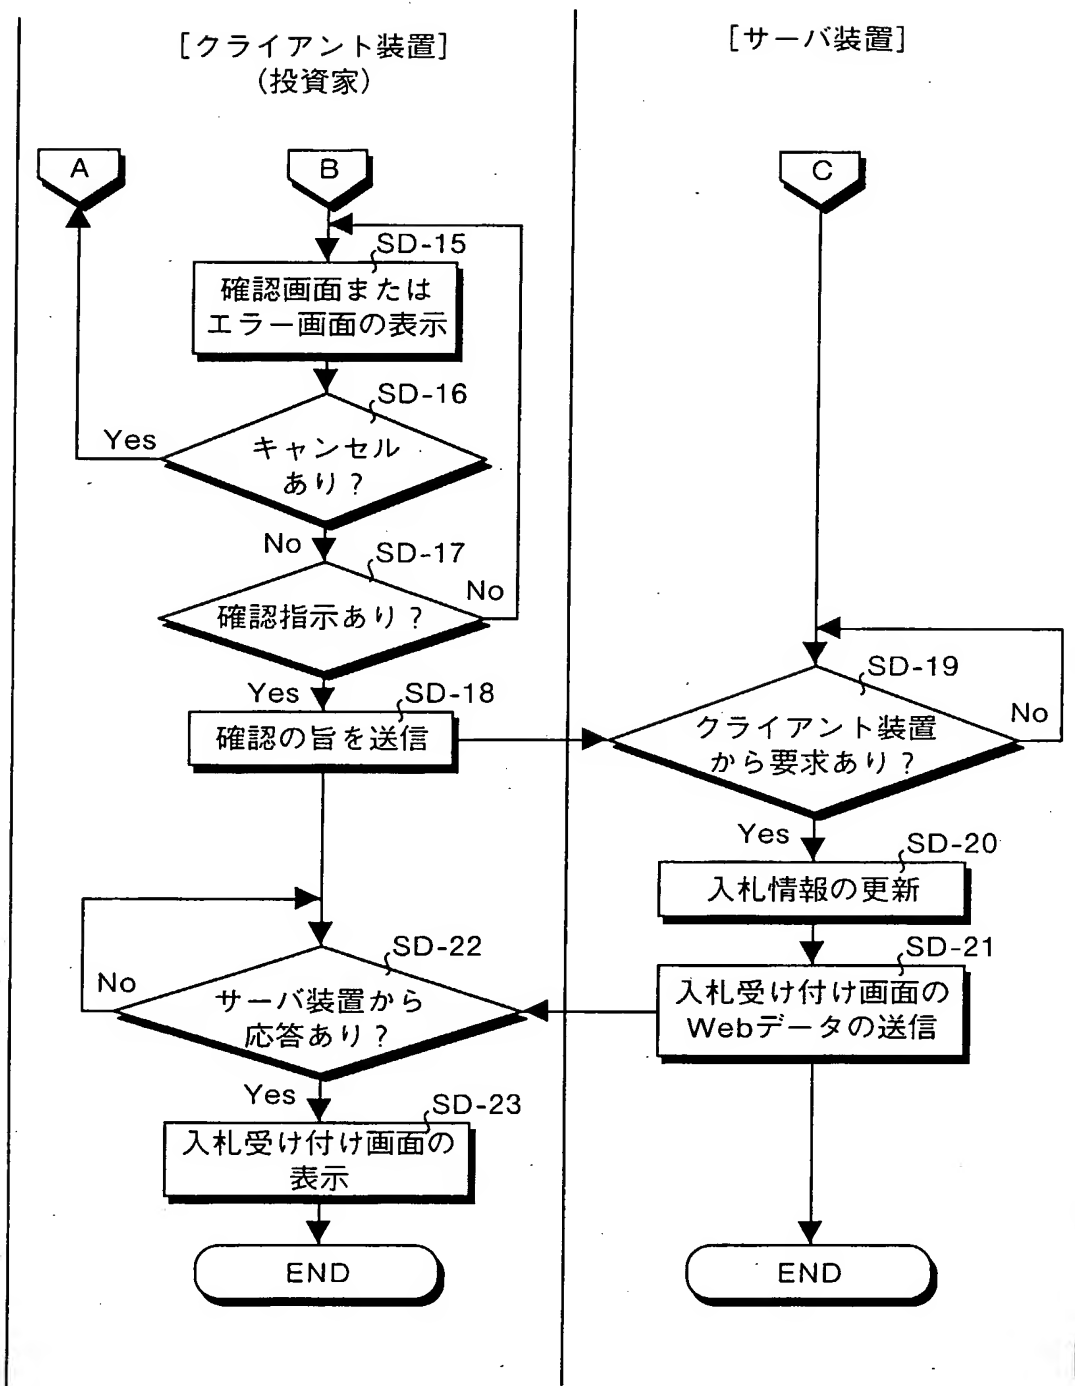 [クライアント装置]
(投資家)
[サーバ装置]
A
B
C
SD-15
確認画面または
エラー画面の表示
SD-16
Yes
キャンセル
あり?
No
SD-17
No
確認指示あり?
Yes
SD-18
確認の旨を送信
SD-19
No
クライアント装置
から要求あり?
Yes
SD-20
入札情報の更新
SD-21
入札受け付け画面の
Webデータの送信
SD-22
No
サーバ装置から
応答あり?
Yes
SD-23
入札受け付け画面の
表示
END
END